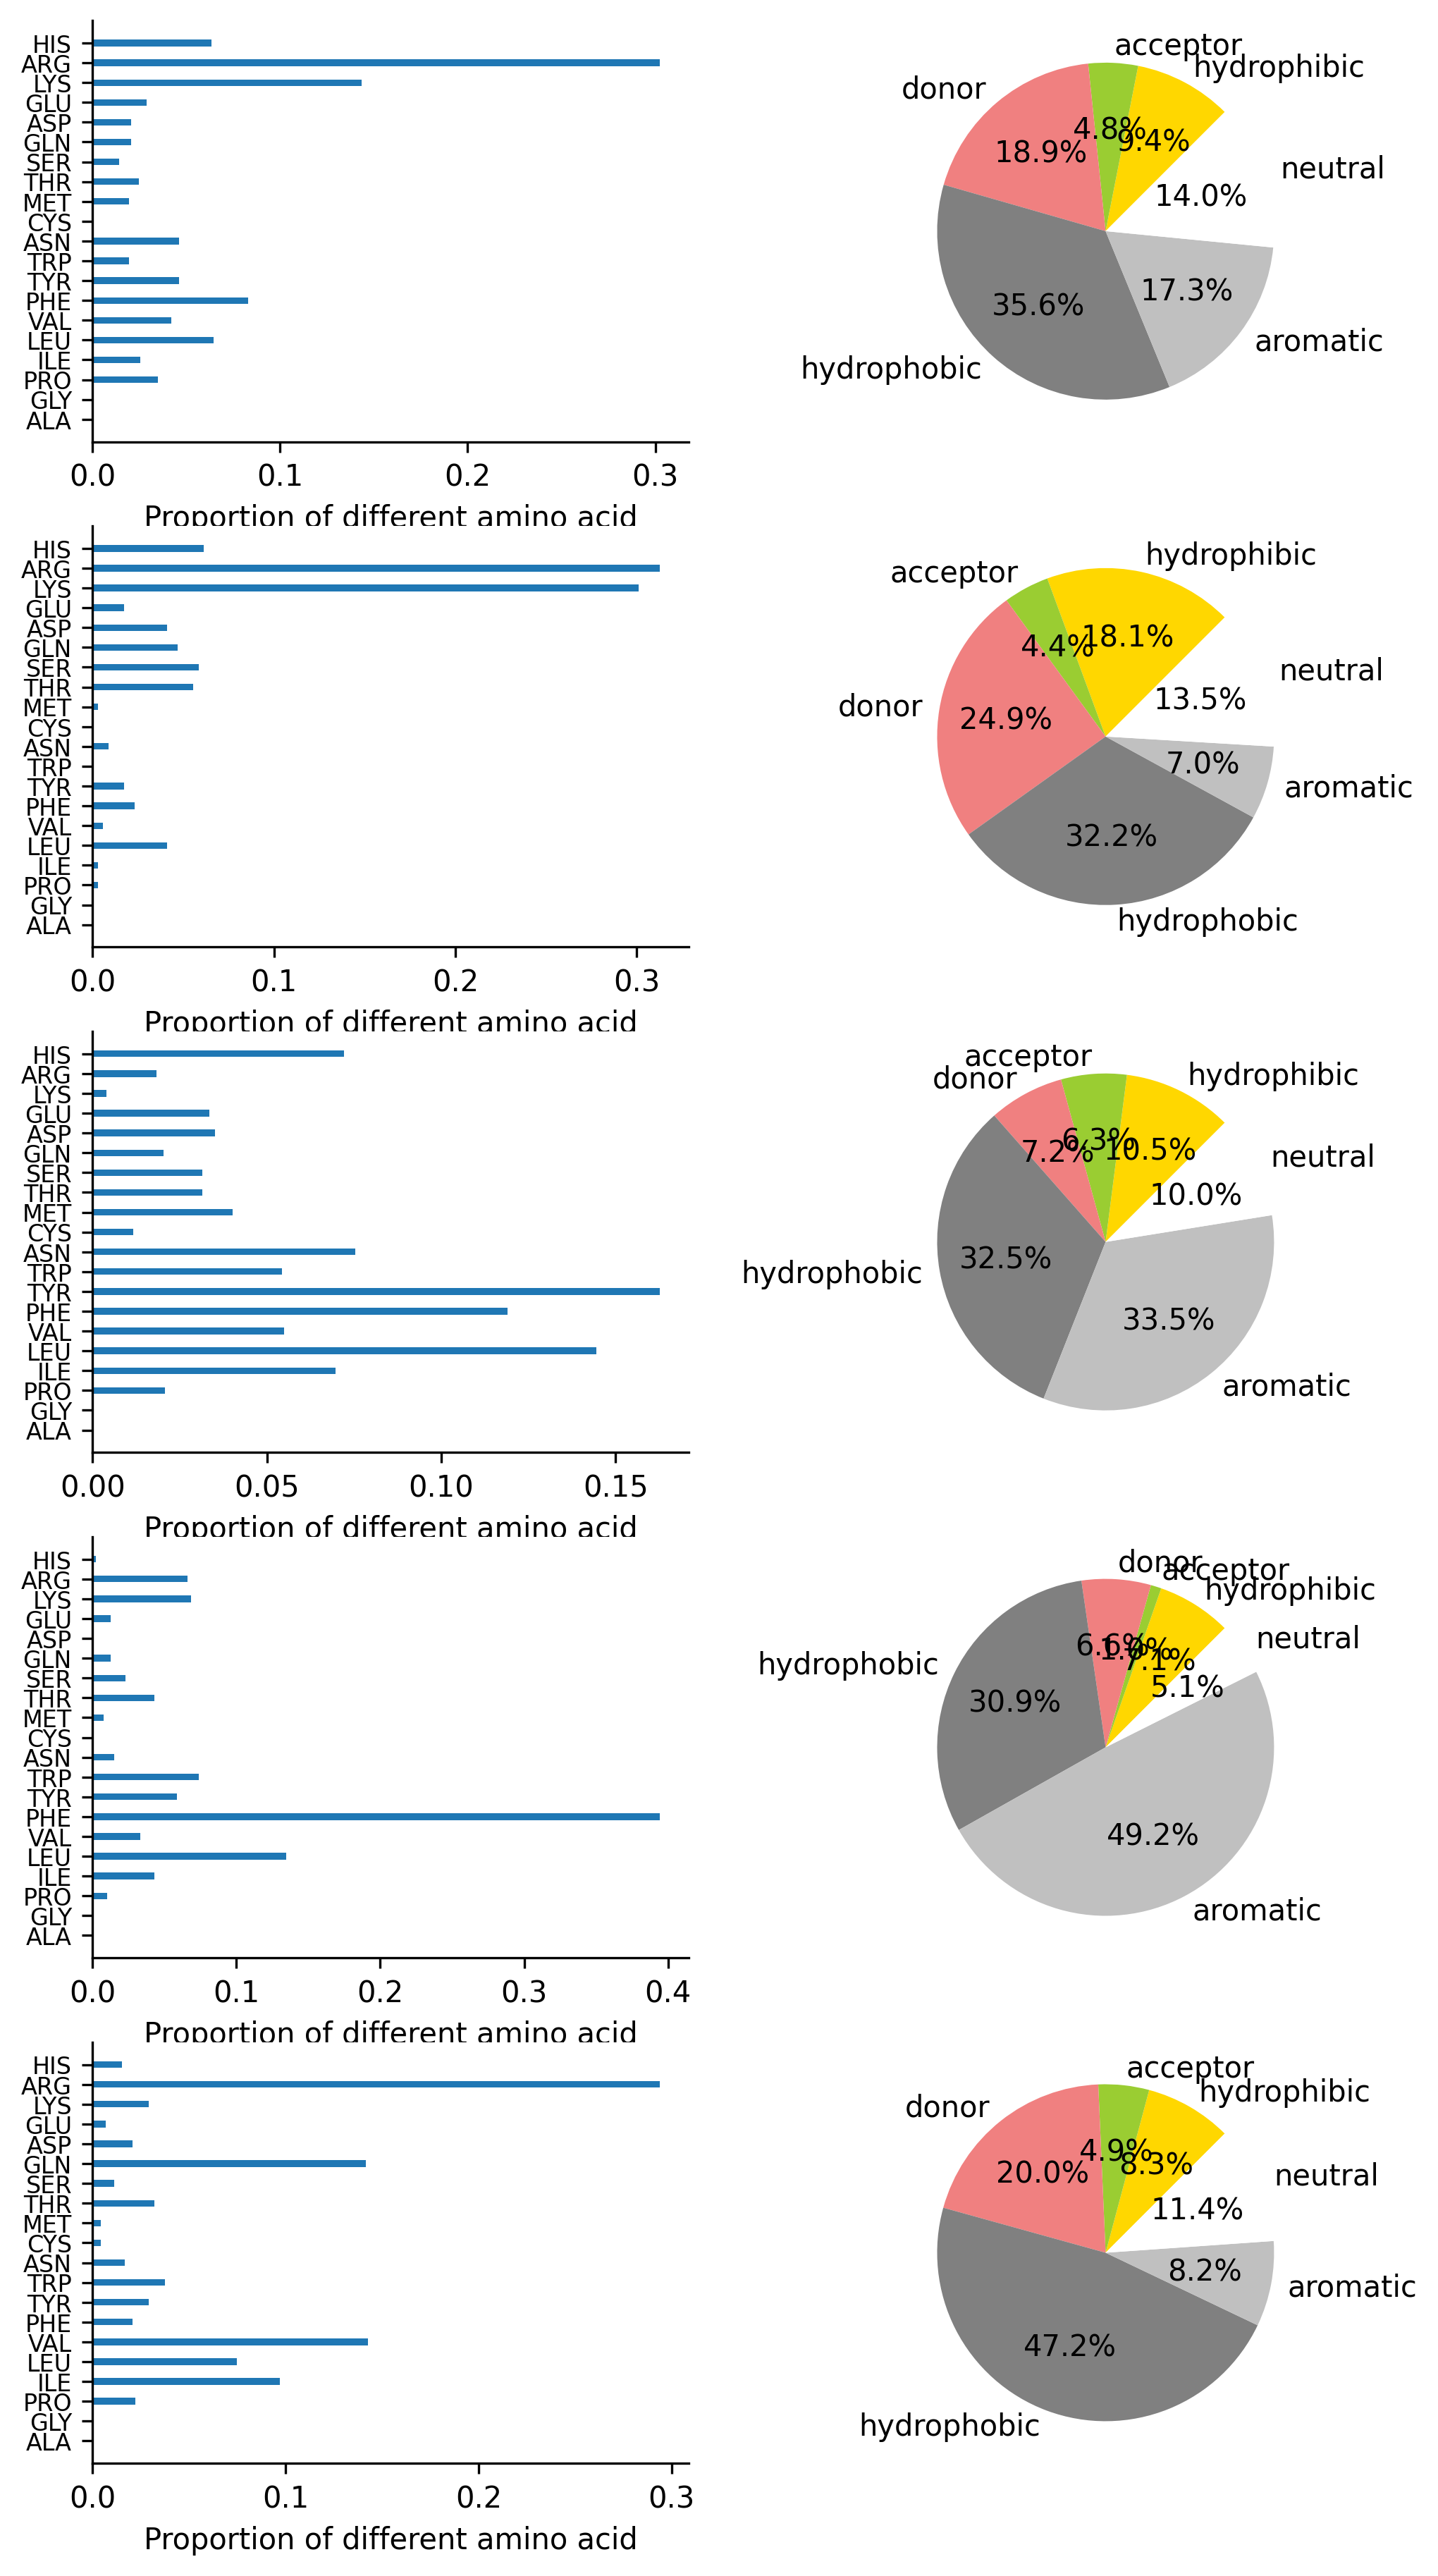 HIS
ARG
LYS
GLU
ASP
GLN
SER
THR
MET
CYS
ASN
TRP
TYR
PHE
VAL
LEU
ILE
PRO
GLY
ALA
0.0 0.1 0.2 0.3
Proportion of different amino acid
acceptor
hydrophibic
donor
neutral
4.8%
9.4%
18.9%
14.0%
35.6%
17.3%
aromatic
hydrophobic
HIS
ARG
LYS
GLU
ASP
GLN
SER
THR
MET
CYS
ASN
TRP
TYR
PHE
VAL
LEU
ILE
PRO
GLY
ALA
0.0 0.1 0.2 0.3
Proportion of different amino acid
hydrophibic
acceptor
18.1%
4.4%
neutral
13.5%
donor
24.9%
7.0%
aromatic
32.2%
hydrophobic
HIS
ARG
LYS
GLU
ASP
GLN
SER
THR
MET
CYS
ASN
TRP
TYR
PHE
VAL
LEU
ILE
PRO
GLY
ALA
0.00 0.05 0.10 0.15
Proportion of different amino acid
acceptor
donor
hydrophibic
6.3%
7.2%
10.5%
neutral
10.0%
32.5%
hydrophobic
33.5%
aromatic
HIS
ARG
LYS
GLU
ASP
GLN
SER
THR
MET
CYS
ASN
TRP
TYR
PHE
VAL
LEU
ILE
PRO
GLY
ALA
0.0 0.1 0.2 0.3 0.4
Proportion of different amino acid
donor
acceptor
hydrophibic
neutral
6.6%
7.1%
5.1%
hydrophobic
30.9%
49.2%
aromatic
HIS
ARG
LYS
GLU
ASP
GLN
SER
THR
MET
CYS
ASN
TRP
TYR
PHE
VAL
LEU
ILE
PRO
GLY
ALA
0.0 0.1 0.2 0.3
Proportion of different amino acid
acceptor
hydrophibic
donor
4.9%
8.3%
20.0%
neutral
11.4%
8.2%
aromatic
47.2%
hydrophobic